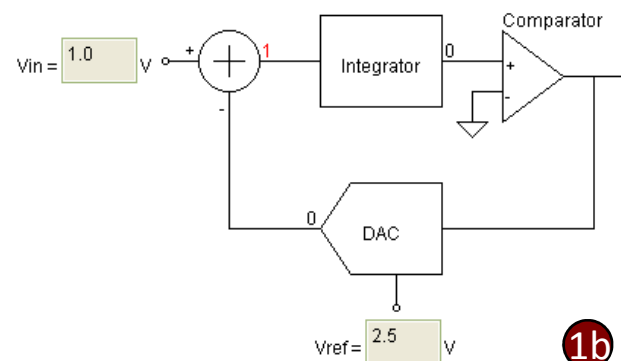 Comparator
Vin = 1.0 V
+
1
Integrator
0
+
-
-
0
DAC
Vref = 2.5 V
1b